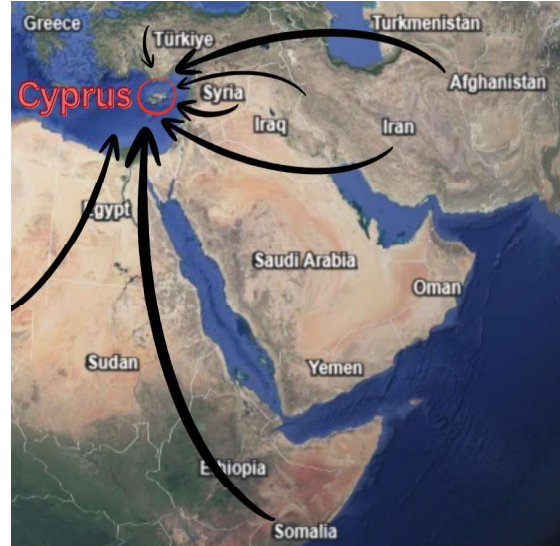 Greece
Türkiye
Turkmenistan
Cyprus
Syria
Afghanistan
Iraq
Iran
Egypt
Saudi Arabia
Oman
Sudan
Yemen
Ethiopia
Somalia